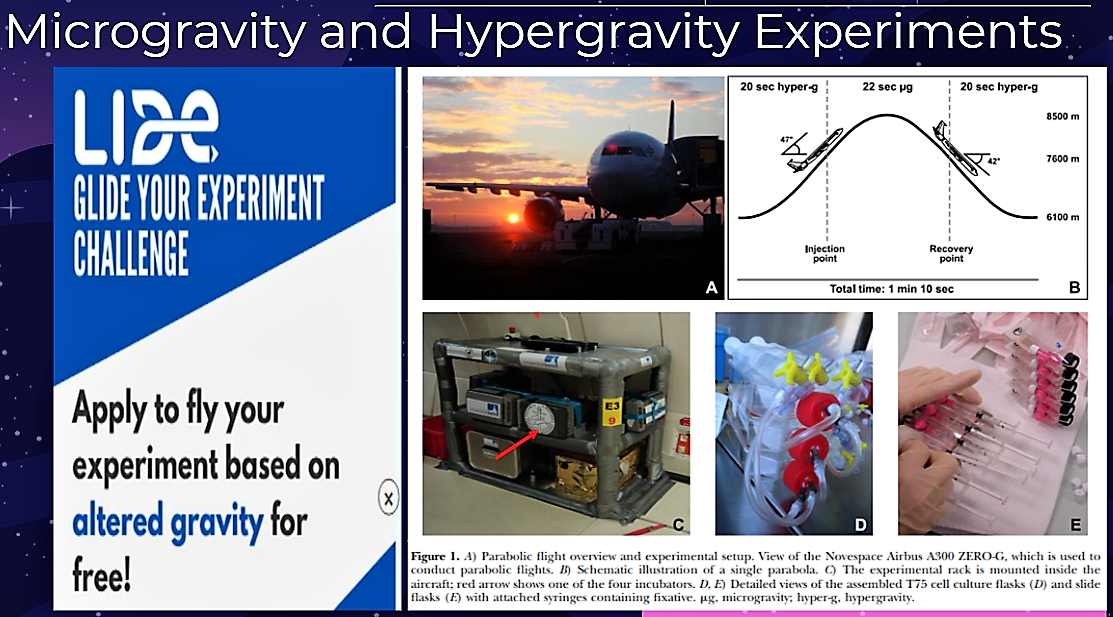 Microgravity and Hypergravity Experiments
LIDE
GLIDE YOUR EXPERIMENT
CHALLENGE
Apply to fly your
experiment based on
altered gravity for
free!
x
A
20 sec hyper-g
22 sec µg
20 sec hyper-g
47°
42°
8500 m
7600 m
6100 m
Injection
point
Recovery
point
Total time: 1 min 10 sec
B
E3
9
C
D
E
Figure 1. A) Parabolic flight overview and experimental setup. View of the Novespace Airbus A300 ZERO-G, which is used to
conduct parabolic flights. B) Schematic illustration of a single parabola. C) The experimental rack is mounted inside the
aircraft; red arrow shows one of the four incubators. D, E) Detailed views of the assembled T75 cell culture flasks (D) and slide
flasks (E) with attached syringes containing fixative. µg, microgravity; hyper-g, hypergravity.